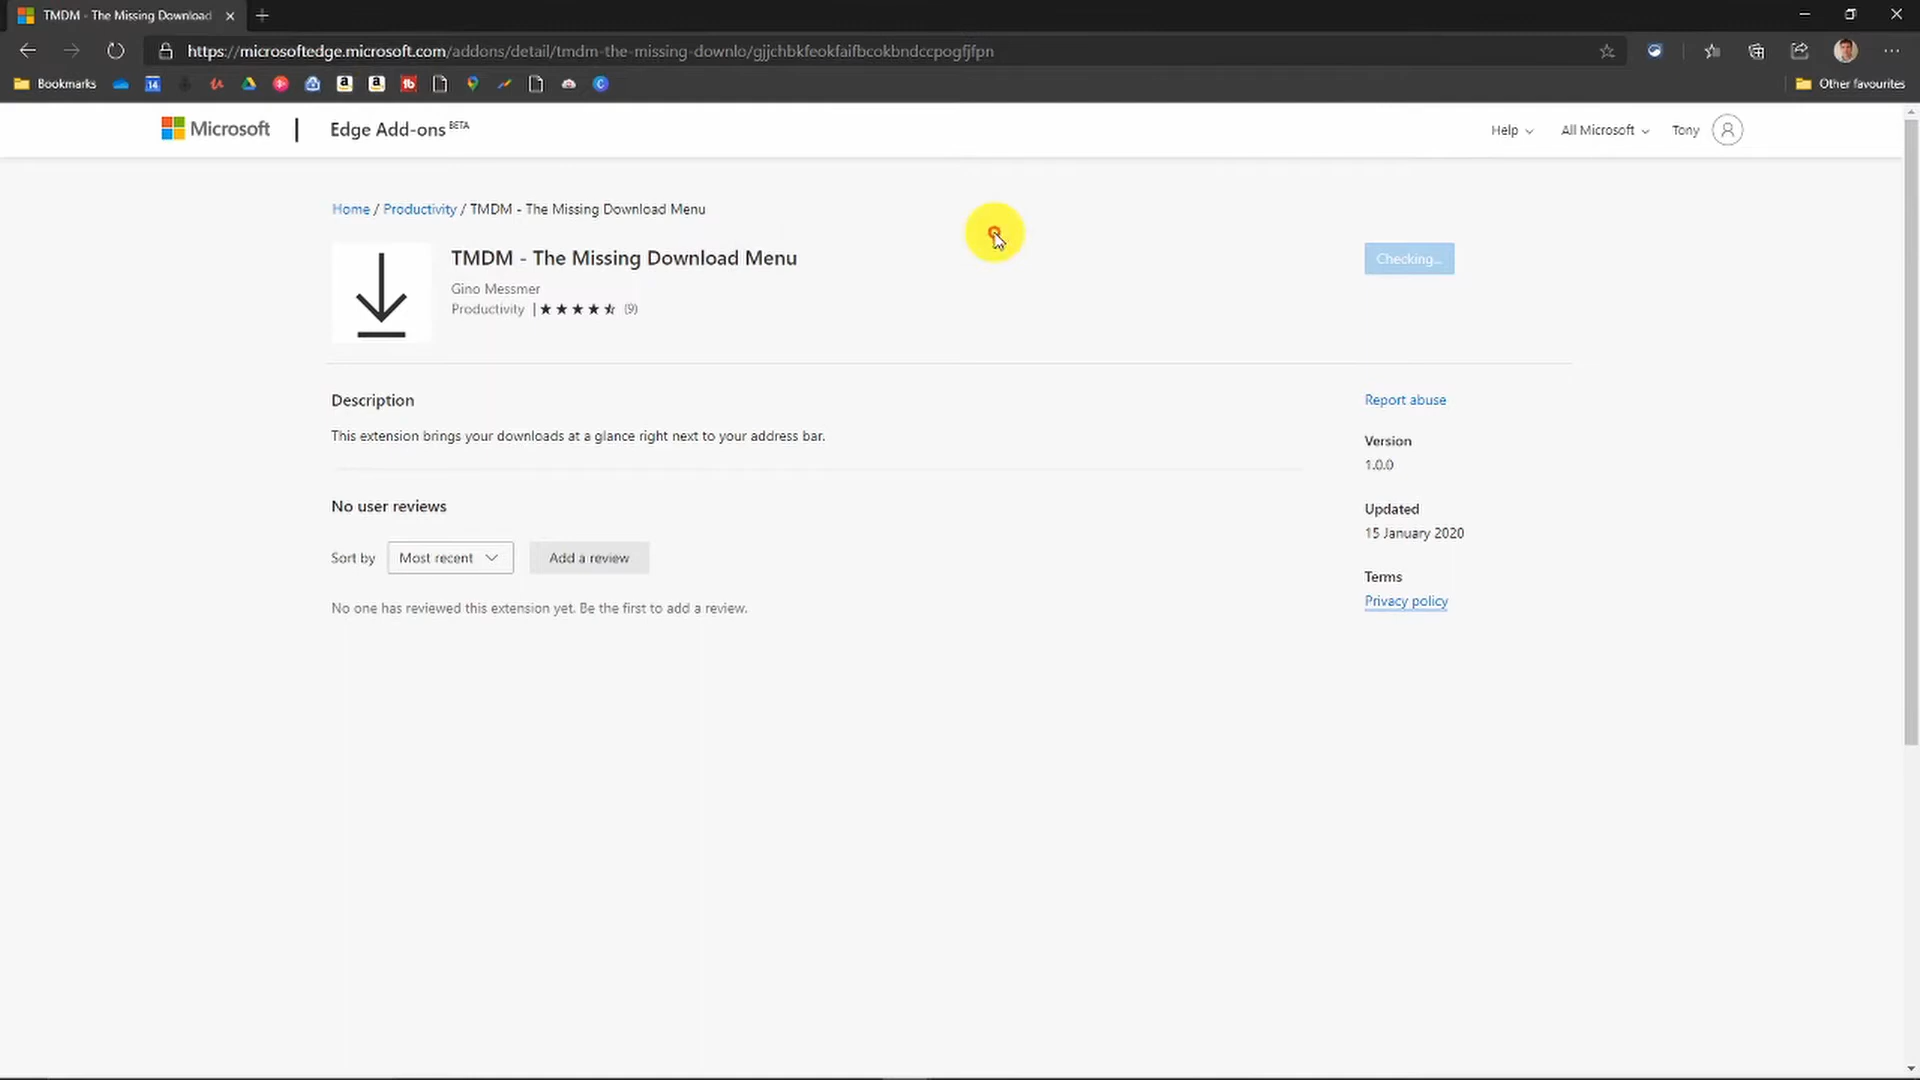 TMDM - The Missing Download
https://microsoftedge.microsoft.com/addons/detail/tmdm-the-missing-downlo/gjjchbkfeokfaifbcokbndccpogfjfpn
Bookmarks
14
Other favourites
Microsoft
Edge Add-ons BETA
Help
All Microsoft
Tony
Home / Productivity / TMDM - The Missing Download Menu
TMDM - The Missing Download Menu
Checking...
Gino Messmer
Productivity | (9)
Description
Report abuse
This extension brings your downloads at a glance right next to your address bar.
Version
1.0.0
No user reviews
Updated
15 January 2020
Sort by Most recent Add a review
Terms
Privacy policy
No one has reviewed this extension yet. Be the first to add a review.